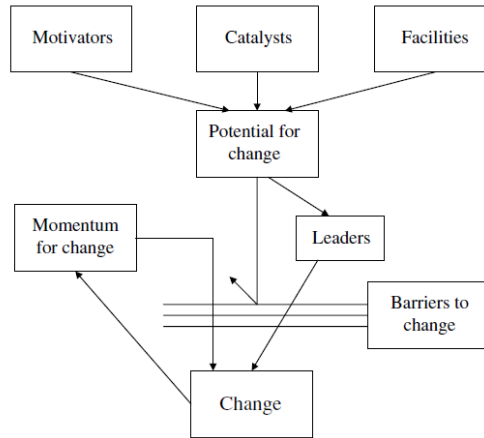 Motivators
Catalysts
Facilities
Potential for
change
Momentum
for change
Leaders
Barriers to
change
Change